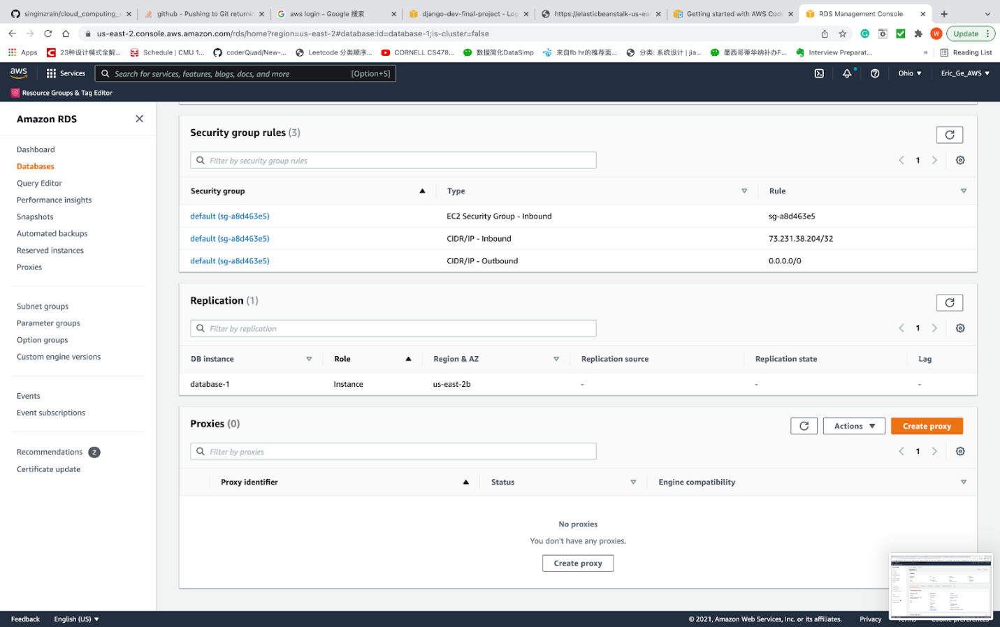 singinzrain/cloud_computing_
github - Pushing to Git returnin
aws login - Google 搜索
django-dev-final-project - Log
https://elasticbeanstalk-us-eas
Getting started with AWS Code
RDS Management Console
us-east-2.console.aws.amazon.com/rds/home?region=us-east-2#database:id=database-1;is-cluster=false
W
Update
Apps
23种设计模式全解...
Schedule | CMU 1...
coderQuad/New-...
Leetcode 分类顺序...
CORNELL CS478...
数据简化DataSimp
来自fb hr的推荐面...
分类: 系统设计 | jia...
墨西哥蒂华纳补办F...
Interview Preparat...
»
Reading List
aws
Services
Search for services, features, blogs, docs, and more
[Option+S]
Ohio
Eric_Ge_AWS
Resource Groups & Tag Editor
Amazon RDS
Dashboard
Databases
Query Editor
Performance insights
Snapshots
Automated backups
Reserved instances
Proxies
Subnet groups
Parameter groups
Option groups
Custom engine versions
Events
Event subscriptions
Recommendations 2
Certificate update
Security group rules (3)
Filter by security group rules
1
Security group Type Rule
default (sg-a8d463e5) EC2 Security Group - Inbound sg-a8d463e5
default (sg-a8d463e5) CIDR/IP - Inbound 73.231.38.204/32
default (sg-a8d463e5) CIDR/IP - Outbound 0.0.0.0/0
Replication (1)
Filter by replication
1
DB instance Role Region & AZ Replication source Replication state Lag
database-1 Instance us-east-2b - - -
Proxies (0)
Actions
Create proxy
Filter by proxies
1
Proxy identifier Status Engine compatibility
No proxies
You don't have any proxies.
Create proxy
Feedback
English (US)
© 2021, Amazon Web Services, Inc. or its affiliates.
Privacy
Terms
Cookie preferences